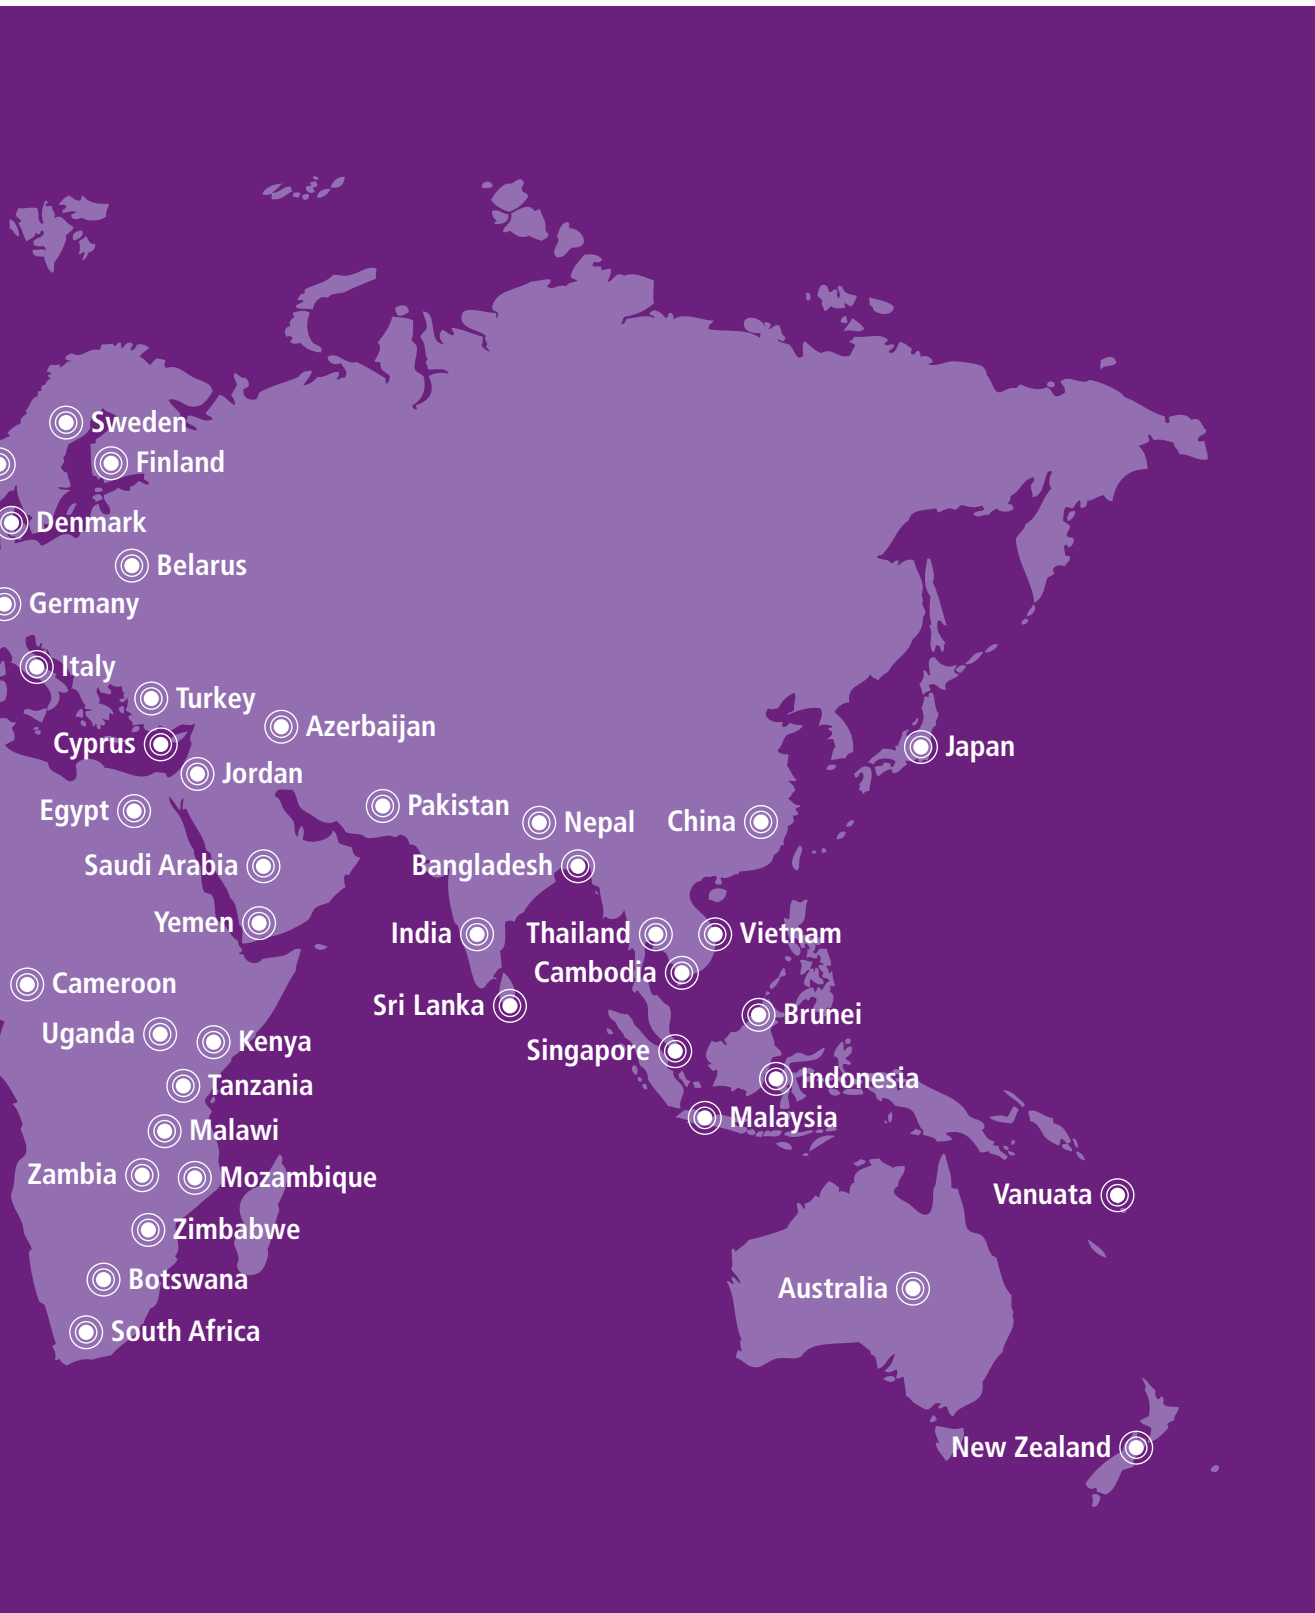 Sweden
Finland
Denmark
Belarus
Germany
Italy
Turkey
Azerbaijan
Cyprus
Japan
Jordan
Egypt
Pakistan
Nepal
China
Saudi Arabia
Bangladesh
Yemen
India
Thailand
Vietnam
Cambodia
Cameroon
Sri Lanka
Brunei
Uganda
Kenya
Singapore
Tanzania
Indonesia
Malawi
Malaysia
Zambia
Mozambique
Vanuata
Zimbabwe
Botswana
Australia
South Africa
New Zealand